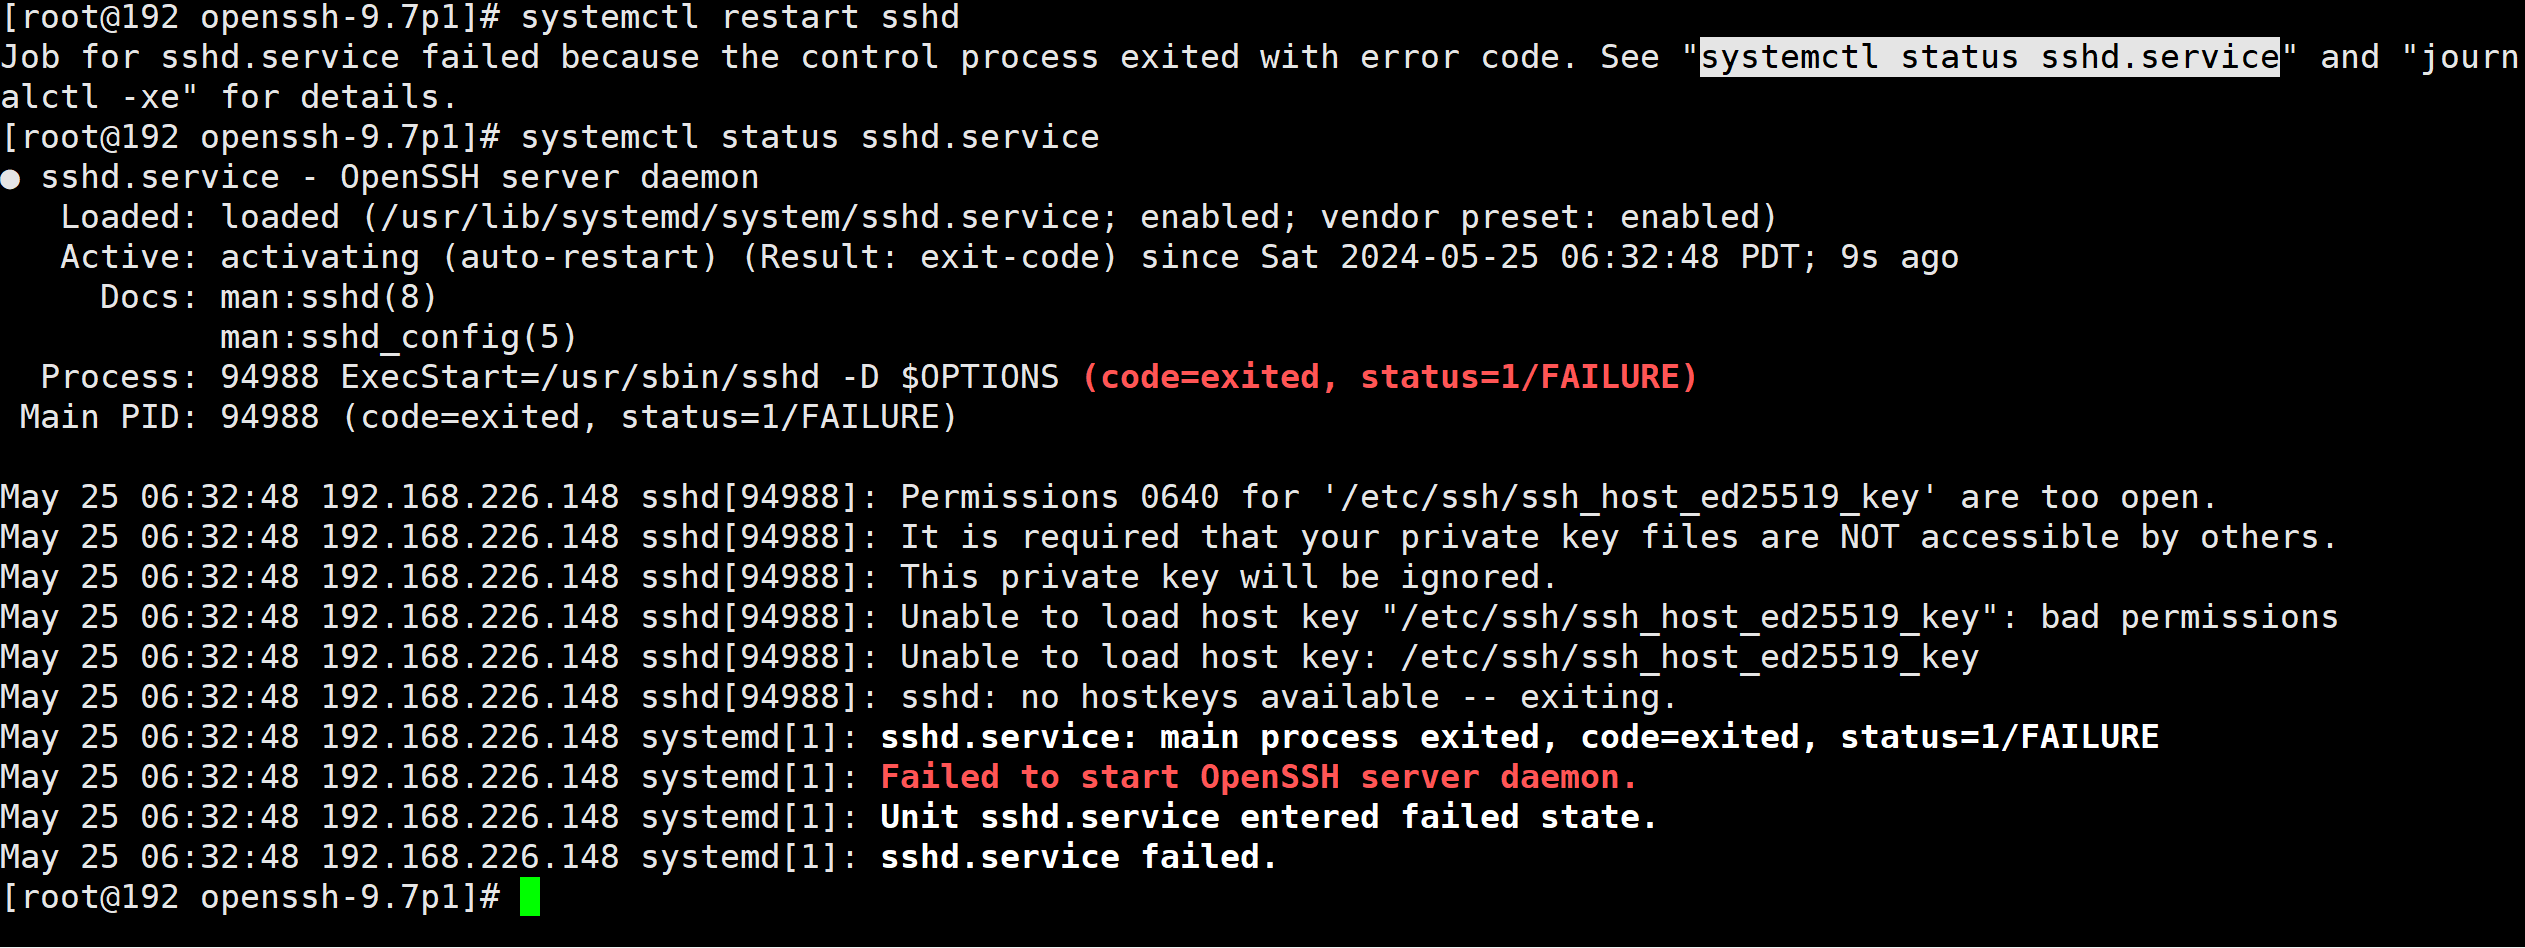 [root@192 openssh-9.7p1]# systemctl restart sshd
Job for sshd.service failed because the control process exited with error code. See "systemctl status sshd.service" and "journ
alctl -xe" for details.
[root@192 openssh-9.7p1]# systemctl status sshd.service
● sshd.service - OpenSSH server daemon
   Loaded: loaded (/usr/lib/systemd/system/sshd.service; enabled; vendor preset: enabled)
   Active: activating (auto-restart) (Result: exit-code) since Sat 2024-05-25 06:32:48 PDT; 9s ago
     Docs: man:sshd(8)
           man:sshd_config(5)
  Process: 94988 ExecStart=/usr/sbin/sshd -D $OPTIONS (code=exited, status=1/FAILURE)
 Main PID: 94988 (code=exited, status=1/FAILURE)

May 25 06:32:48 192.168.226.148 sshd[94988]: Permissions 0640 for '/etc/ssh/ssh_host_ed25519_key' are too open.
May 25 06:32:48 192.168.226.148 sshd[94988]: It is required that your private key files are NOT accessible by others.
May 25 06:32:48 192.168.226.148 sshd[94988]: This private key will be ignored.
May 25 06:32:48 192.168.226.148 sshd[94988]: Unable to load host key "/etc/ssh/ssh_host_ed25519_key": bad permissions
May 25 06:32:48 192.168.226.148 sshd[94988]: Unable to load host key: /etc/ssh/ssh_host_ed25519_key
May 25 06:32:48 192.168.226.148 sshd[94988]: sshd: no hostkeys available -- exiting.
May 25 06:32:48 192.168.226.148 systemd[1]: sshd.service: main process exited, code=exited, status=1/FAILURE
May 25 06:32:48 192.168.226.148 systemd[1]: Failed to start OpenSSH server daemon.
May 25 06:32:48 192.168.226.148 systemd[1]: Unit sshd.service entered failed state.
May 25 06:32:48 192.168.226.148 systemd[1]: sshd.service failed.
[root@192 openssh-9.7p1]#